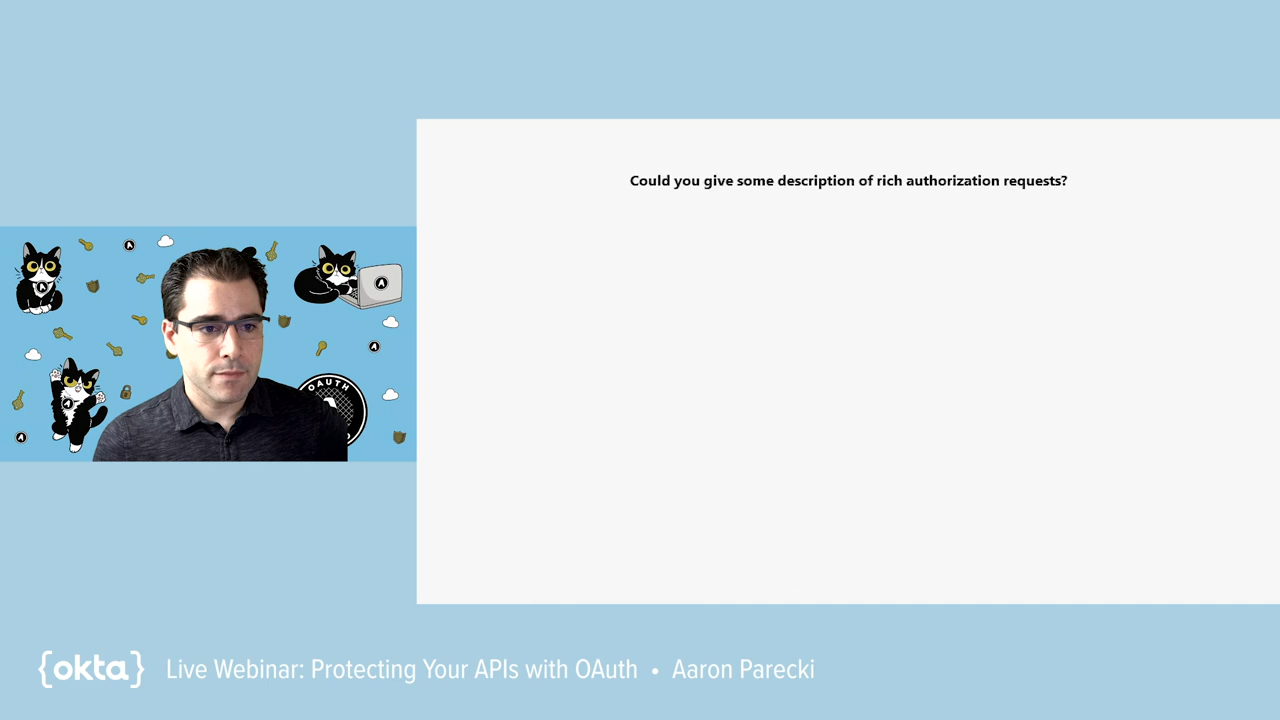 Could you give some description of rich authorization requests?
OAUTH
{okta} Live Webinar: Protecting Your APIs with OAuth • Aaron Parecki